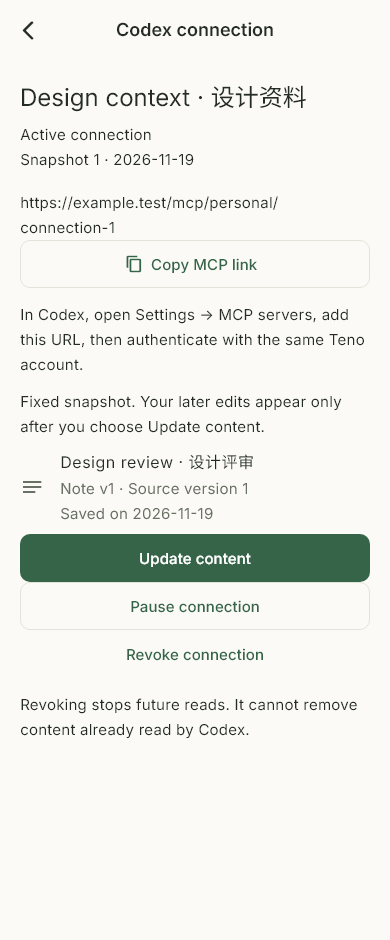 Codex connection
Design context · 设计资料
Active connection
Snapshot 1 · 2026-11-19
https://example.test/mcp/personal/
connection-1
Copy MCP link
In Codex, open Settings → MCP servers, add
this URL, then authenticate with the same Teno
account.
Fixed snapshot. Your later edits appear only
after you choose Update content.
Design review · 设计评审
Note v1 · Source version 1
Saved on 2026-11-19
Update content
Pause connection
Revoke connection
Revoking stops future reads. It cannot remove
content already read by Codex.